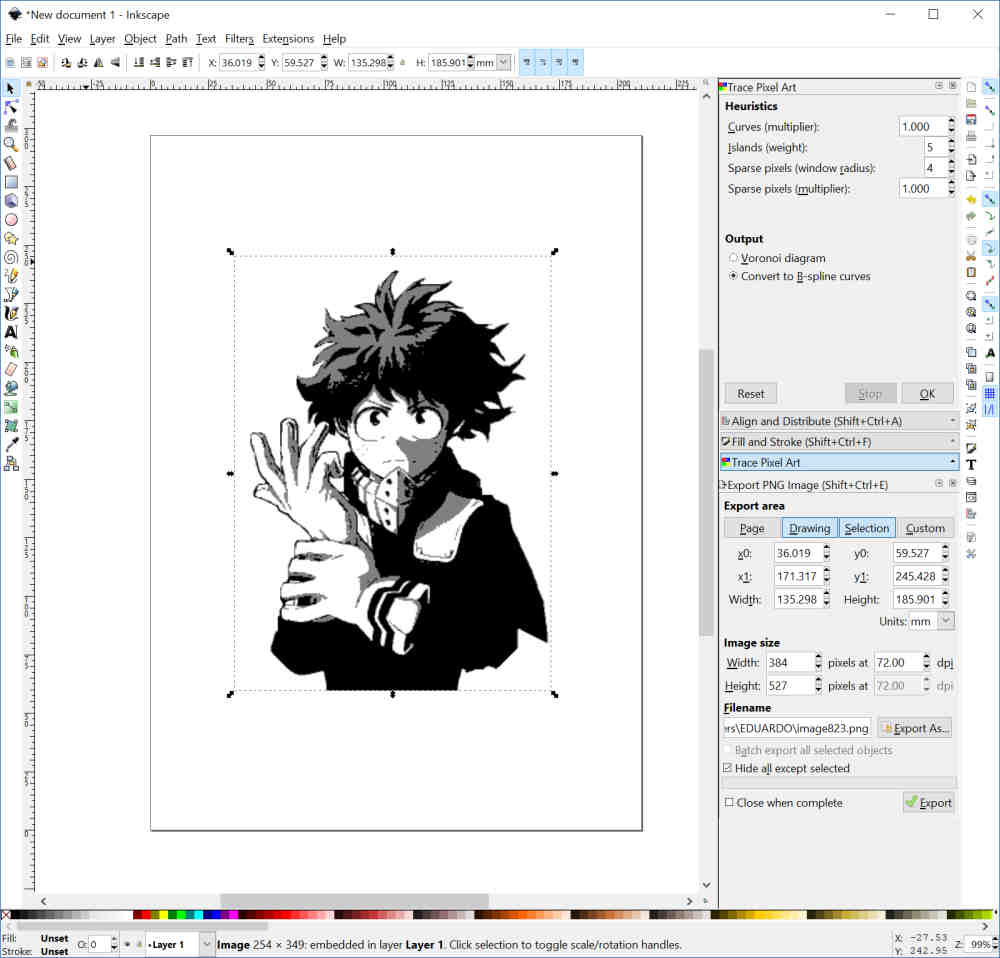 *New document 1 - Inkscape
File Edit View Layer Object Path Text Filters Extensions Help
X: 36.019 Y: 59.527 W: 135.298 H: 185.901 mm
Trace Pixel Art
Heuristics
Curves (multiplier): 1.000
Islands (weight): 5
Sparse pixels (window radius): 4
Sparse pixels (multiplier): 1.000
Output
Voronoi diagram
Convert to B-spline curves
Reset Stop OK
Align and Distribute (Shift+Ctrl+A)
Fill and Stroke (Shift+Ctrl+F)
Trace Pixel Art
Export PNG Image (Shift+Ctrl+E)
Export area
Page Drawing Selection Custom
x0: 36.019 y0: 59.527
x1: 171.317 y1: 245.428
Width: 135.298 Height: 185.901
Units: mm
Image size
Width: 384 pixels at 72.00 dpi
Height: 527 pixels at 72.00 dpi
Filename
\EDUARDO\image823.png Export As...
Batch export all selected objects
Hide all except selected
Close when complete Export
Fill: Unset O: 0 Layer 1 Image 254 × 349: embedded in layer Layer 1. Click selection to toggle scale/rotation handles. X: -27.53 Z: 99%
Stroke: Unset Y: 242.95